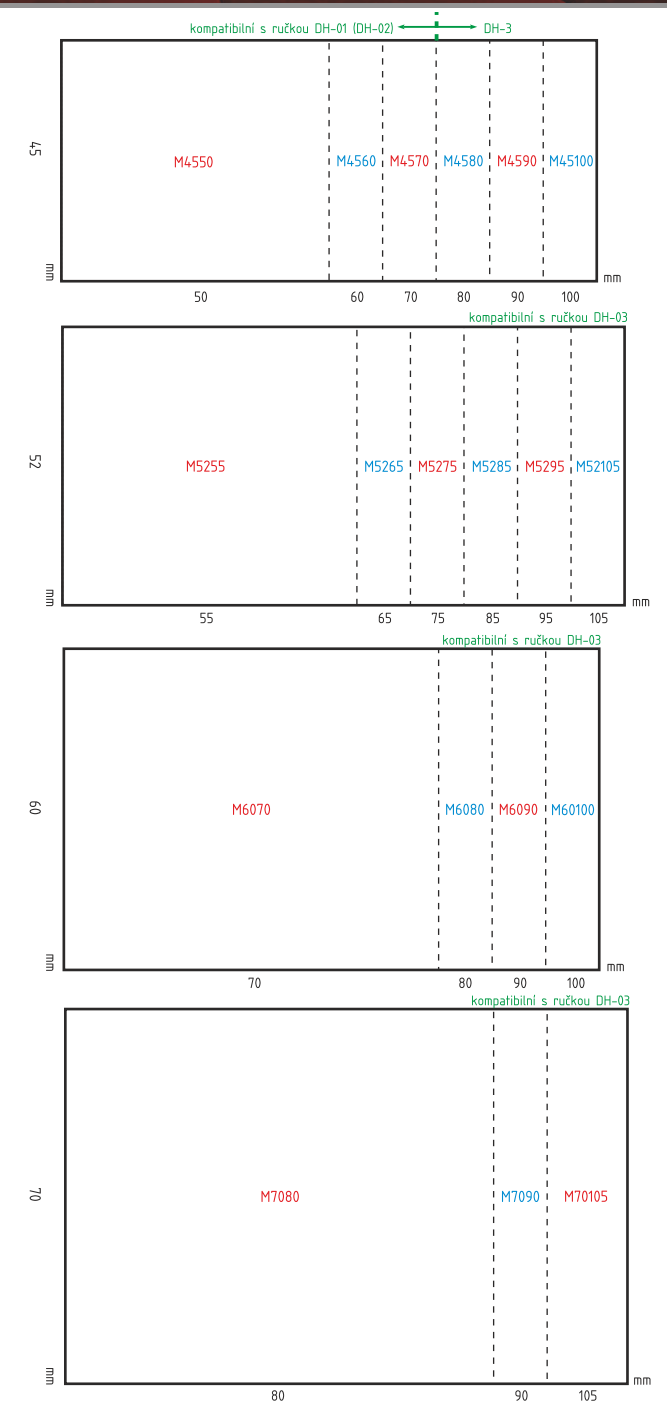 kompatibilní s ručkou DH-01 (DH-02) DH-3
45
M4550 M4560 M4570 M4580 M4590 M45100
mm
mm
50 60 70 80 90 100
kompatibilní s ručkou DH-03
52
M5255 M5265 M5275 M5285 M5295 M52105
mm
mm
55 65 75 85 95 105
kompatibilní s ručkou DH-03
60
M6070 M6080 M6090 M60100
mm
mm
70 80 90 100
kompatibilní s ručkou DH-03
70
M7080 M7090 M70105
mm
mm
80 90 105